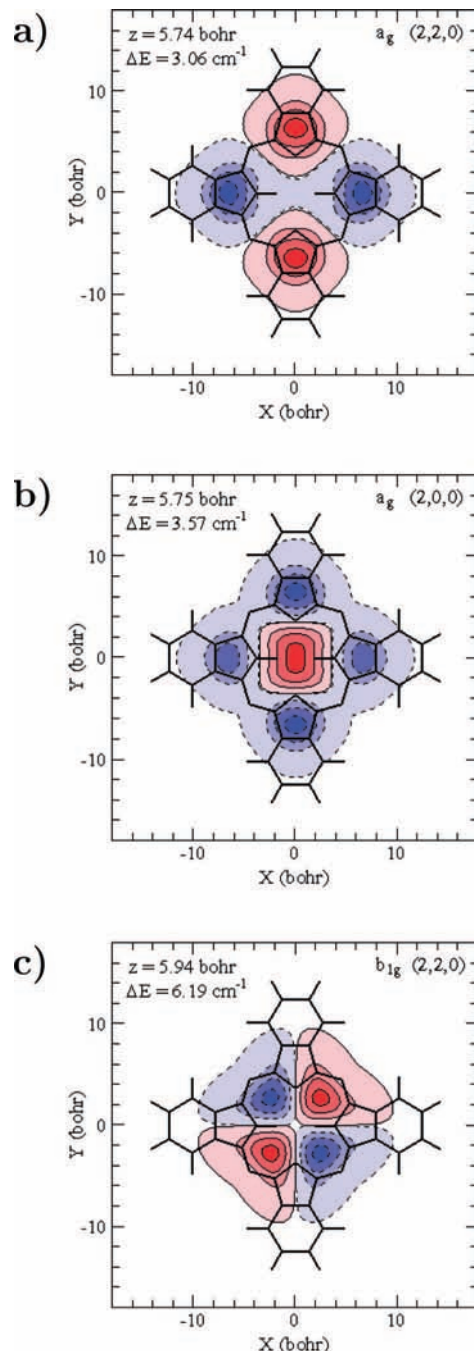 a)
z = 5.74 bohr
ΔE = 3.06 cm⁻¹
a_g (2,2,0)
10
0
-10
Y (bohr)
-10 0 10
X (bohr)
b)
z = 5.75 bohr
ΔE = 3.57 cm⁻¹
a_g (2,0,0)
10
0
-10
Y (bohr)
-10 0 10
X (bohr)
c)
z = 5.94 bohr
ΔE = 6.19 cm⁻¹
b_1g (2,2,0)
10
0
-10
Y (bohr)
-10 0 10
X (bohr)